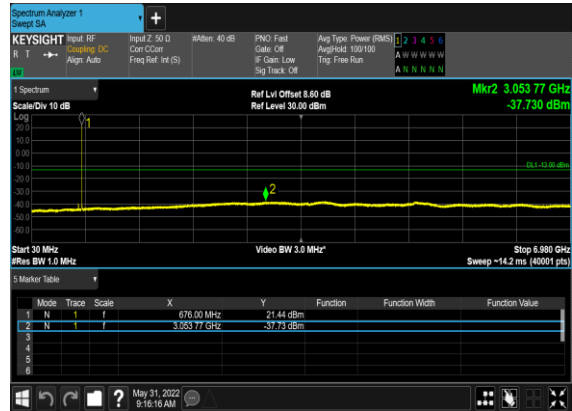 Spectrum Analyzer 1
Swept SA
+
KEYSIGHT Input: RF Input Z: 50 Ω #Atten: 40 dB PNO: Fast Avg Type: Power (RMS) 1 2 3 4 5 6
R T Coupling: DC Corr CCorr Gate: Off Avg|Hold: 100/100 A W W W W W
Align: Auto Freq Ref: Int (S) IF Gain: Low Trig: Free Run
Sig Track: Off A N N N N N
1 Spectrum
Ref Lvl Offset 8.60 dB Mkr2 3.053 77 GHz
Scale/Div 10 dB Ref Level 30.00 dBm -37.730 dBm
Log
1
20.0
10.0
0.00
-10.0 DL1 -13.00 dBm
-20.0
-30.0
2
-40.0
-50.0
-60.0
Start 30 MHz Video BW 3.0 MHz* Stop 6.980 GHz
#Res BW 1.0 MHz Sweep ~14.2 ms (40001 pts)
5 Marker Table
Mode Trace Scale X Y Function Function Width Function Value
1 N 1 f 676.00 MHz 21.44 dBm
2 N 1 f 3.053 77 GHz -37.73 dBm
3
4
5
6
? May 31, 2022
9:16:16 AM